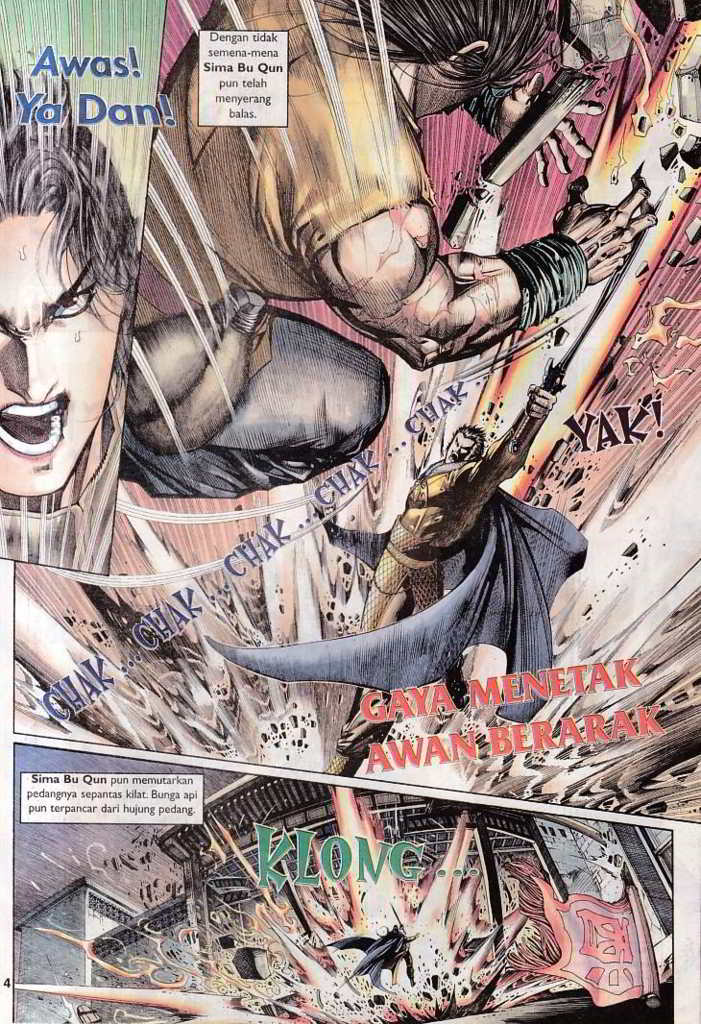 Awas!
Ya Dan!
Dengan tidak
semena-mena
Sima Bu Qun
pun telah
menyerang
balas.
YAK!
CHAK ... CHAK ... CHAK ... CHAK ... CHAK ... CHAK ...
GAYA MENETAK
AWAN BERARAK
Sima Bu Qun pun memutarkan
pedangnya sepantas kilat. Bunga api
pun terpancar dari hujung pedang.
KLONG ...
4